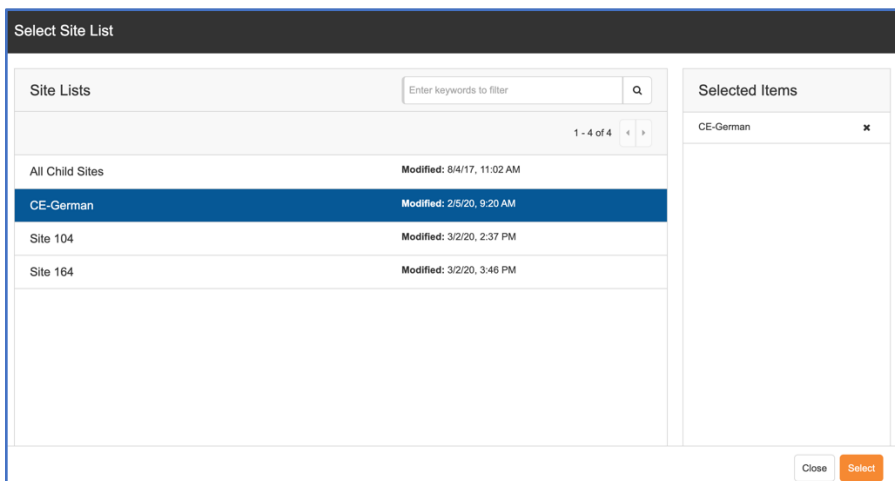 Select Site List
Site Lists
Enter keywords to filter
Selected Items
1 - 4 of 4
CE-German
All Child Sites Modified: 8/4/17, 11:02 AM
CE-German Modified: 2/5/20, 9:20 AM
Site 104 Modified: 3/2/20, 2:37 PM
Site 164 Modified: 3/2/20, 3:46 PM
Close Select